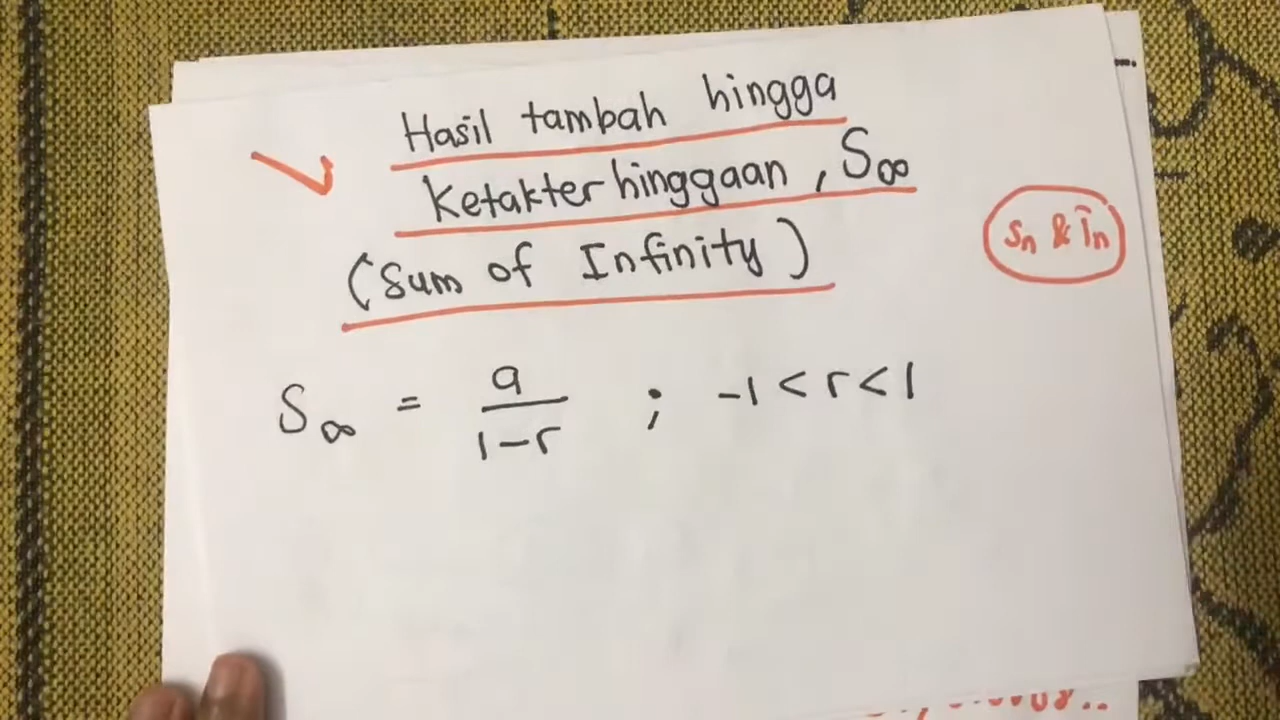 Hasil tambah hingga
Ketakterhinggaan, S∞
(Sum of Infinity)
Sn & Tn
S∞ = a/1-r ; -1 < r < 1